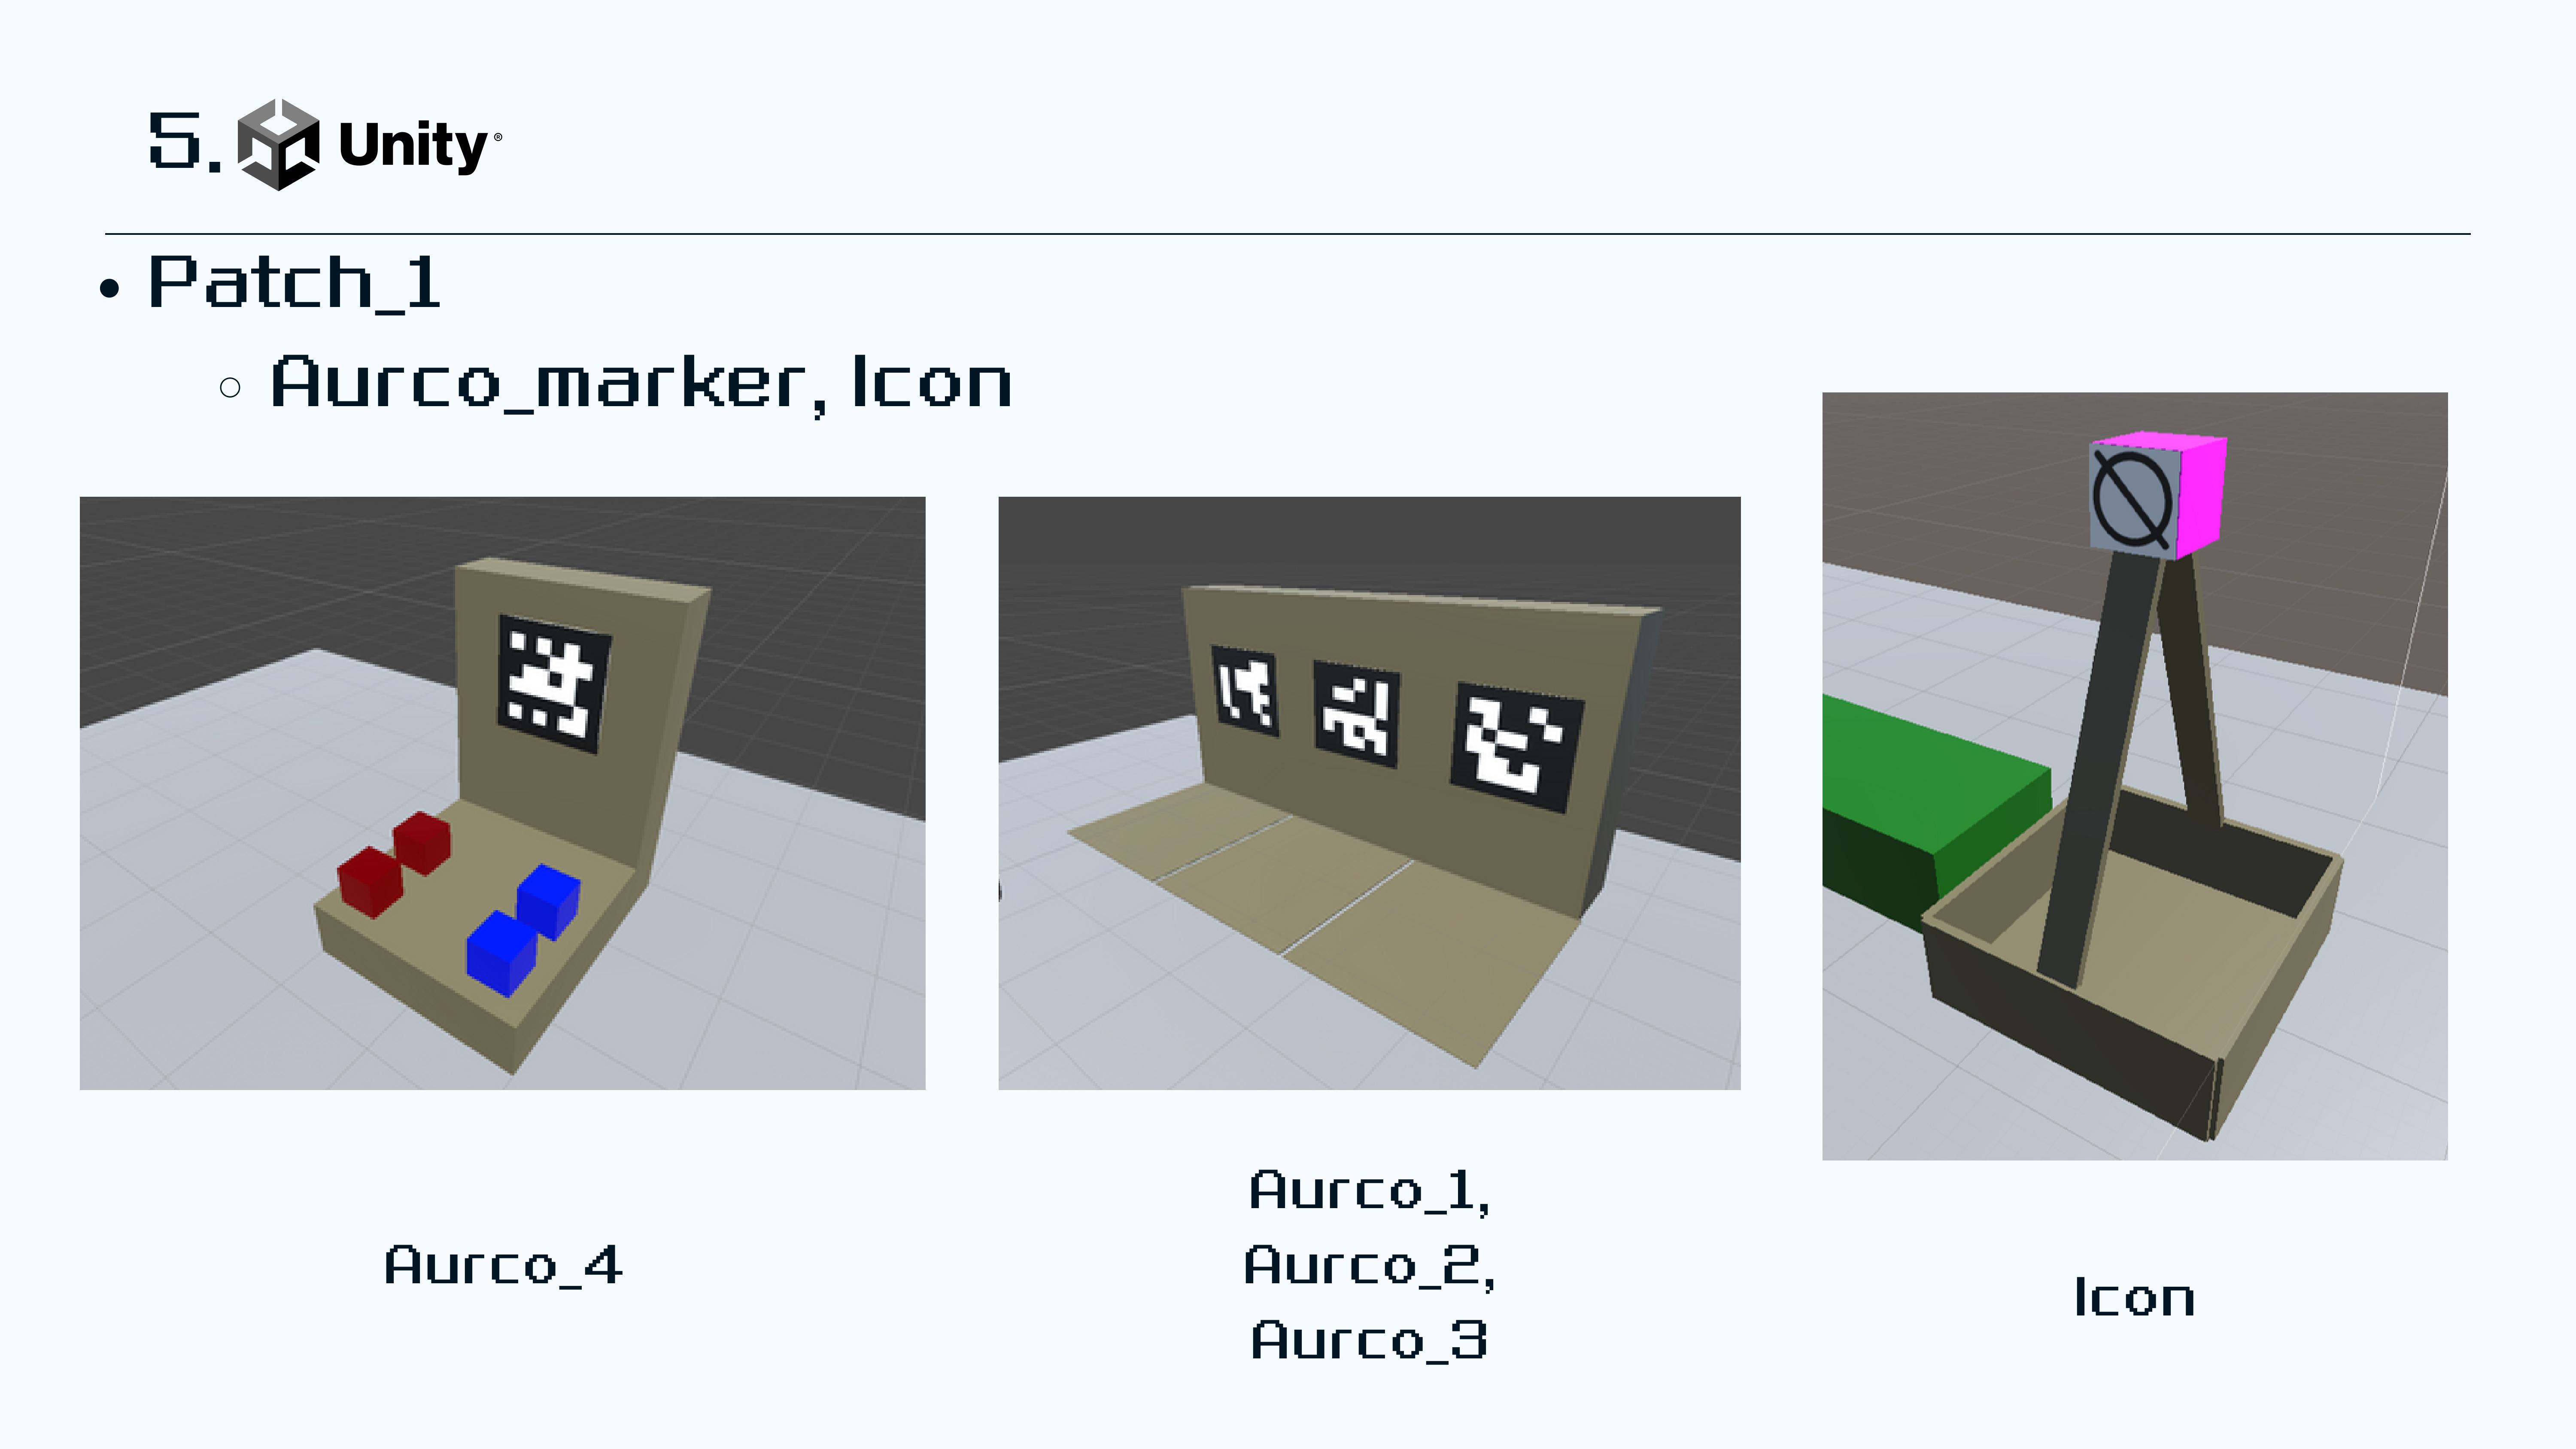 5. Unity®
• Patch_1
○ Aurco_marker, Icon
Aurco_4
Aurco_1,
Aurco_2,
Aurco_3
Icon